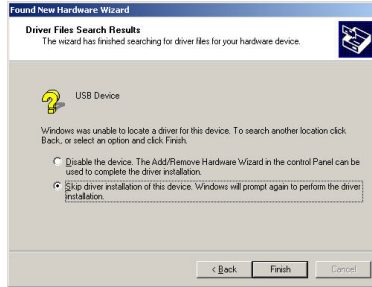 Found New Hardware Wizard
Driver Files Search Results
The wizard has finished searching for driver files for your hardware device.
USB Device
Windows was unable to locate a driver for this device. To search another location click
Back, or select an option and click Finish.
Disable the device. The Add/Remove Hardware Wizard in the control Panel can be
used to complete the driver installation.
Skip driver installation of this device. Windows will prompt again to perform the driver
installation.
< Back Finish Cancel